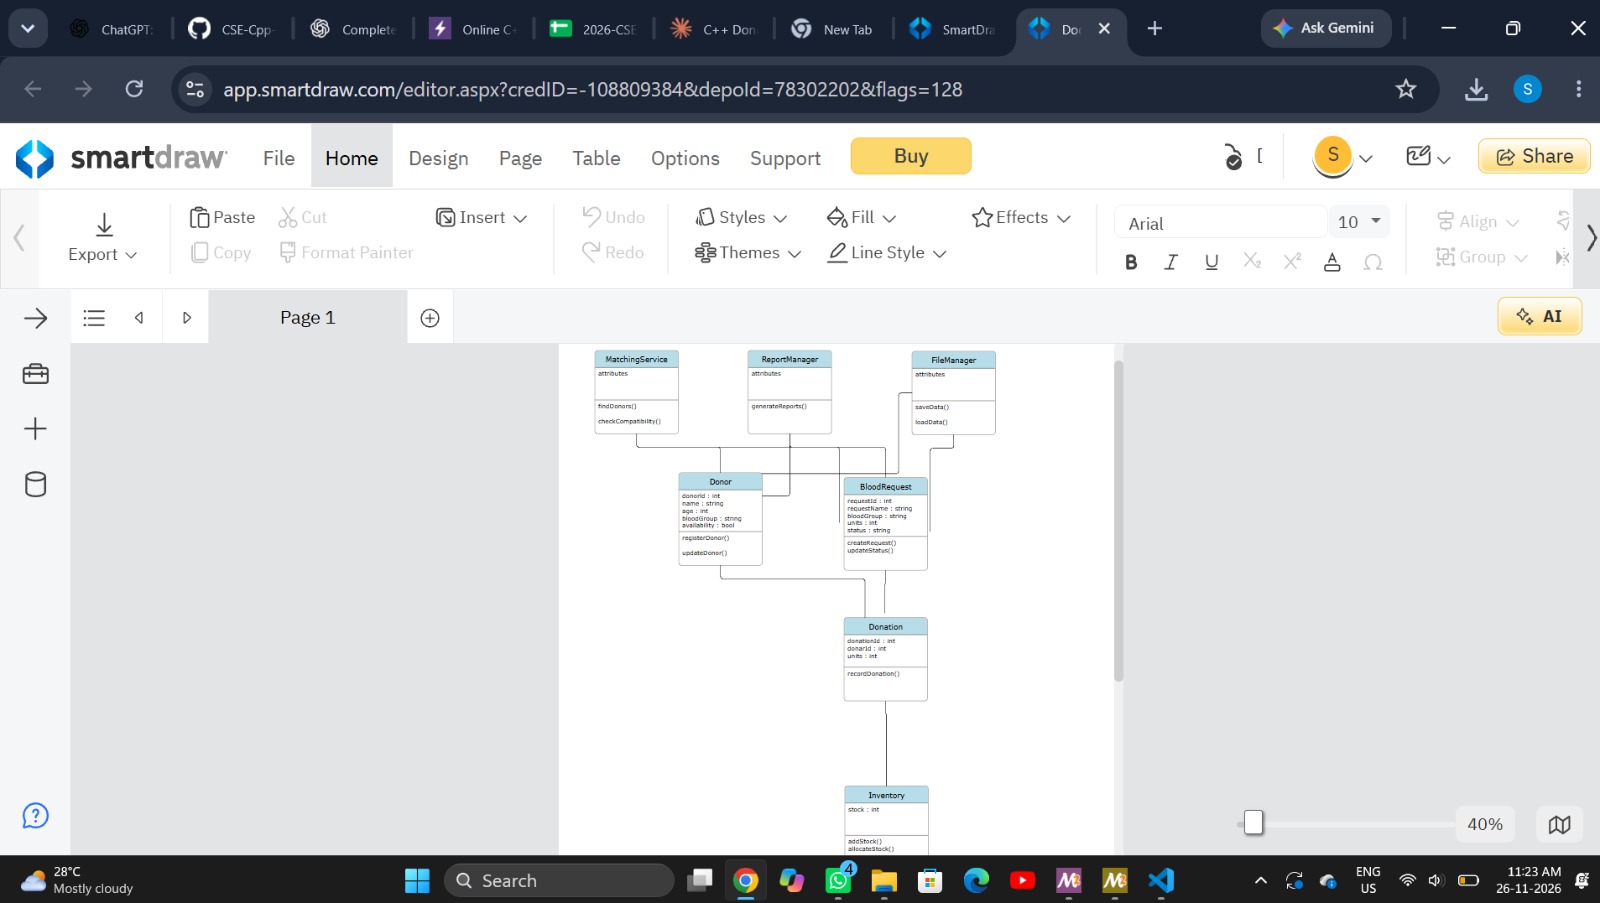 ChatGPT:
CSE-Cpp-
Complete
Online C
2026-CSE
C++ Don
New Tab
SmartDra
Do
Ask Gemini
app.smartdraw.com/editor.aspx?credID=-108809384&depoId=78302202&flags=128
S
smartdraw
File
Home
Design
Page
Table
Options
Support
Buy
[
S
Share
Export
Paste
Cut
Copy
Format Painter
Insert
Undo
Redo
Styles
Themes
Fill
Line Style
Effects
Arial
10
B
I
U
X₂
X²
A
Ω
Align
Group
Page 1
AI
MatchingService
attributes
findDonors()
checkCompatibility()
ReportManager
attributes
generateReports()
FileManager
attributes
saveData()
loadData()
Donor
donorId : int
name : string
age : int
bloodGroup : string
availability : bool
registerDonor()
updateDonor()
BloodRequest
requestId : int
requestName : string
bloodGroup : string
units : int
status : string
createRequest()
updateStatus()
Donation
donationId : int
donarId : int
units : int
recordDonation()
Inventory
stock : int
addStock()
allocateStock()
40%
28°C
Mostly cloudy
Search
4
ENG
US
11:23 AM
26-11-2026